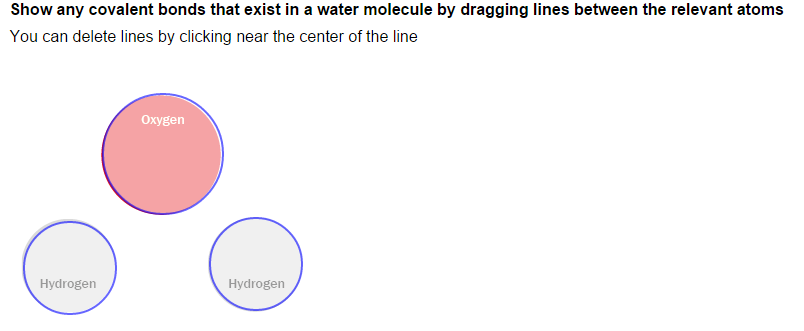 Show any covalent bonds that exist in a water molecule by dragging lines between the relevant atoms
You can delete lines by clicking near the center of the line
Oxygen
Hydrogen
Hydrogen